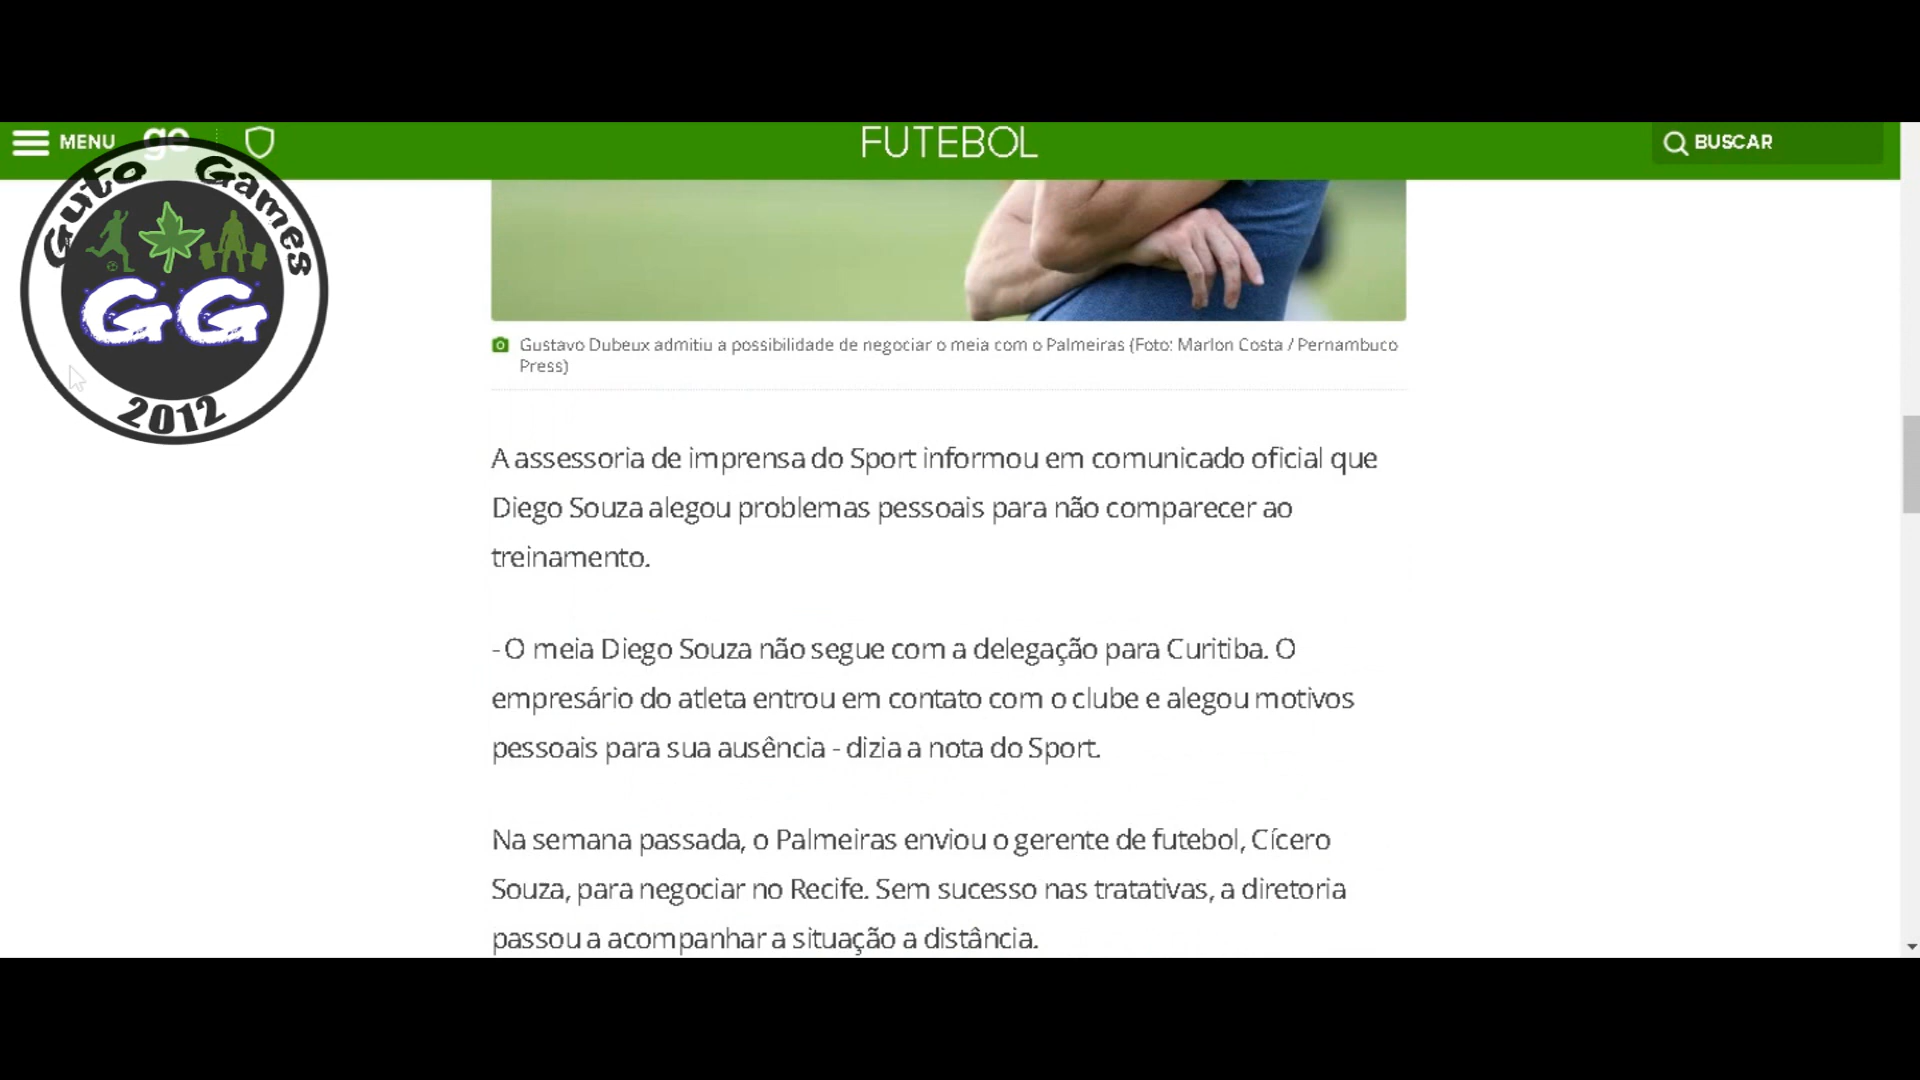 MENU
ge
FUTEBOL
BUSCAR
Guto Games
GG
2012
Gustavo Dubeux admitiu a possibilidade de negociar o meia com o Palmeiras (Foto: Marlon Costa / Pernambuco
Press)
A assessoria de imprensa do Sport informou em comunicado oficial que
Diego Souza alegou problemas pessoais para não comparecer ao
treinamento.
- O meia Diego Souza não segue com a delegação para Curitiba. O
empresário do atleta entrou em contato com o clube e alegou motivos
pessoais para sua ausência - dizia a nota do Sport.
Na semana passada, o Palmeiras enviou o gerente de futebol, Cícero
Souza, para negociar no Recife. Sem sucesso nas tratativas, a diretoria
passou a acompanhar a situação a distância.